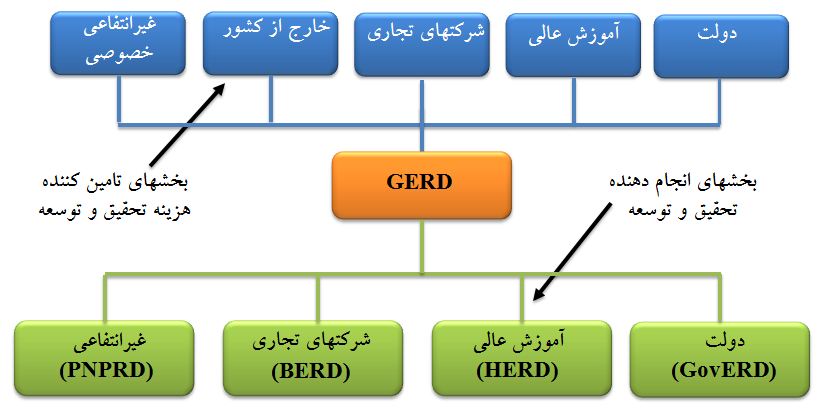 دولت
آموزش عالی
شرکتهای تجاری
خارج از کشور
غیرانتفاعی
خصوصی
بخشهای انجام دهنده
تحقیق و توسعه
GERD
بخشهای تامین کننده
هزینه تحقیق و توسعه
دولت
(GovERD)
آموزش عالی
(HERD)
شرکتهای تجاری
(BERD)
غیرانتفاعی
(PNPRD)